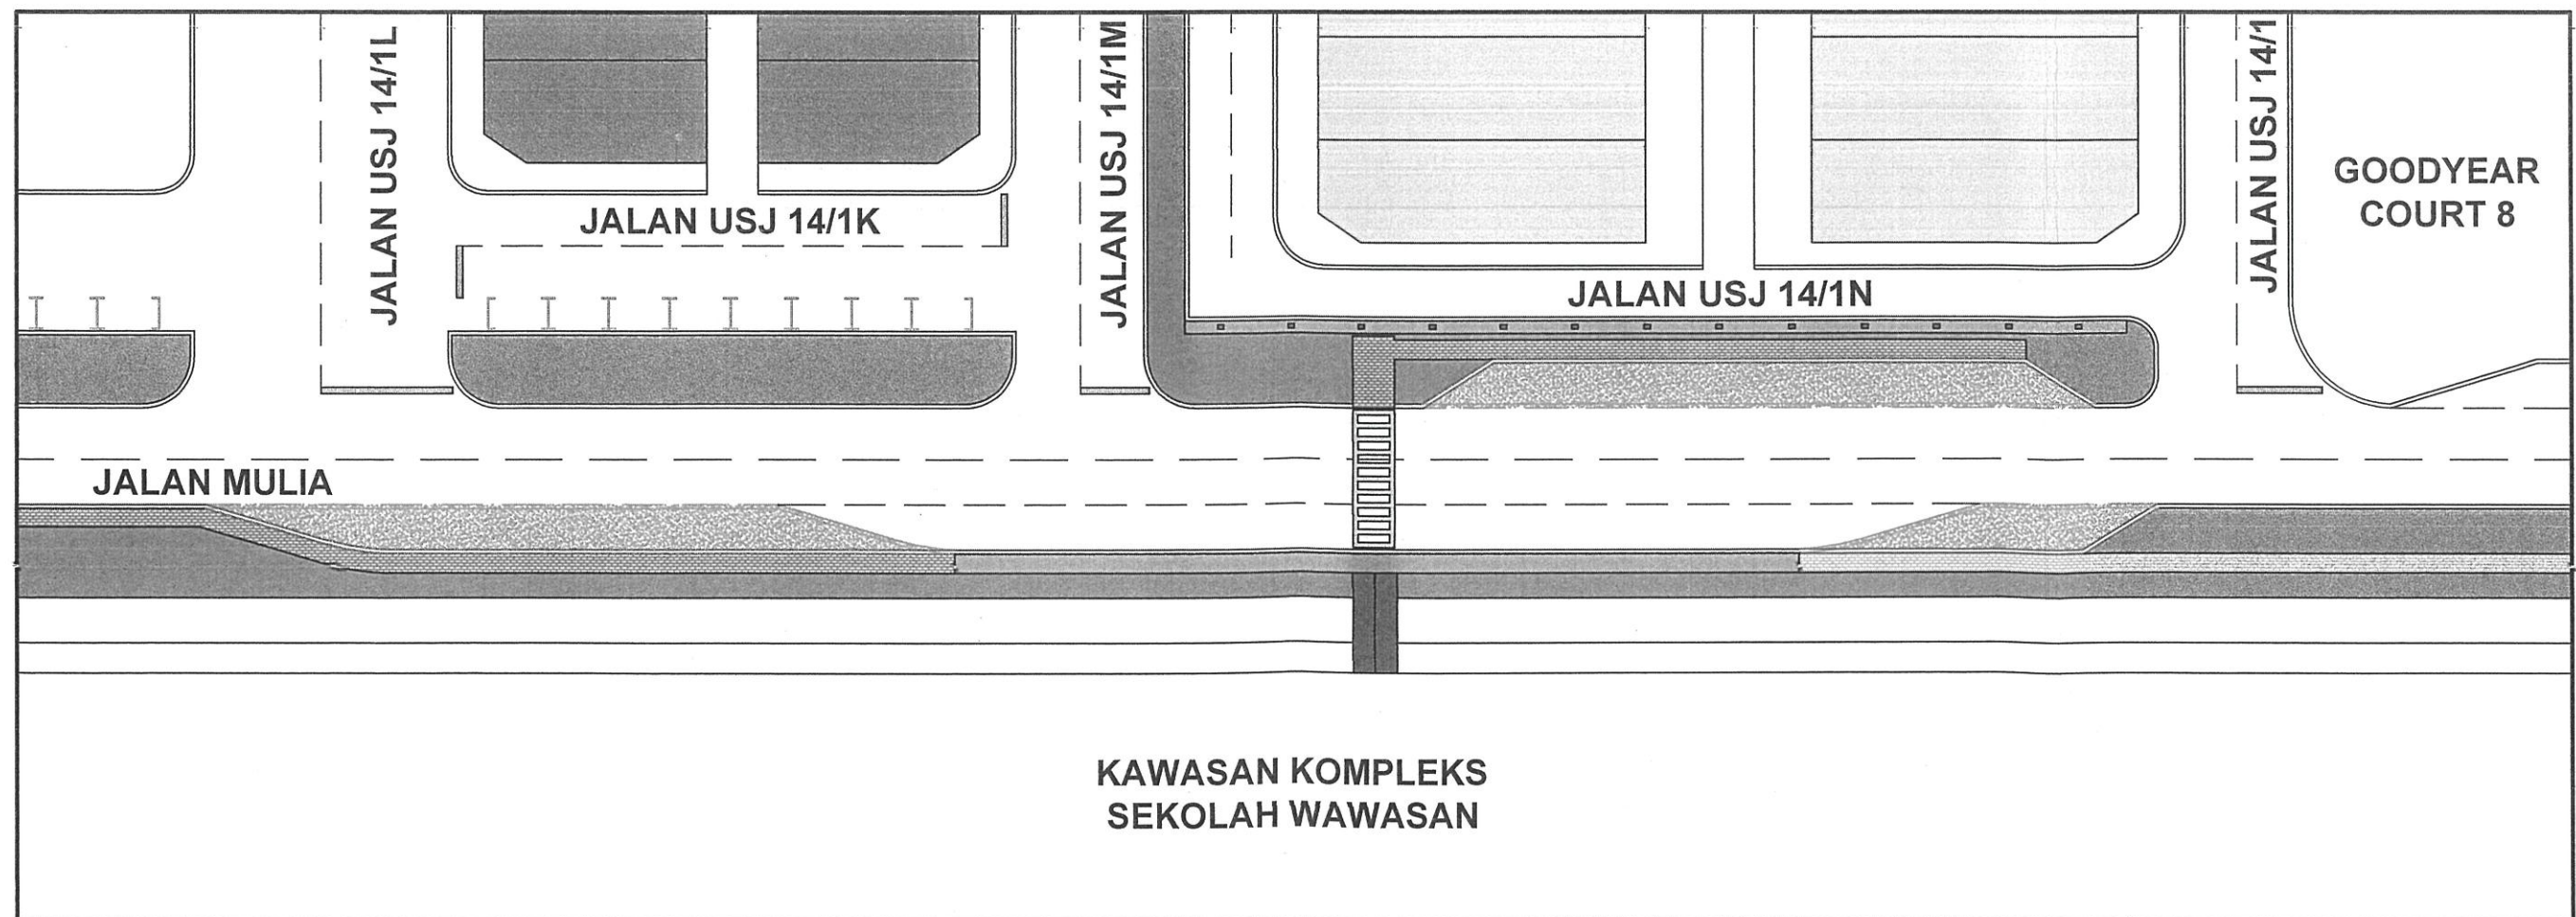 JALAN USJ 14/1L
JALAN USJ 14/1K
JALAN USJ 14/1M
JALAN USJ 14/1N
JALAN USJ 14/1
GOODYEAR
COURT 8
JALAN MULIA
KAWASAN KOMPLEKS
SEKOLAH WAWASAN